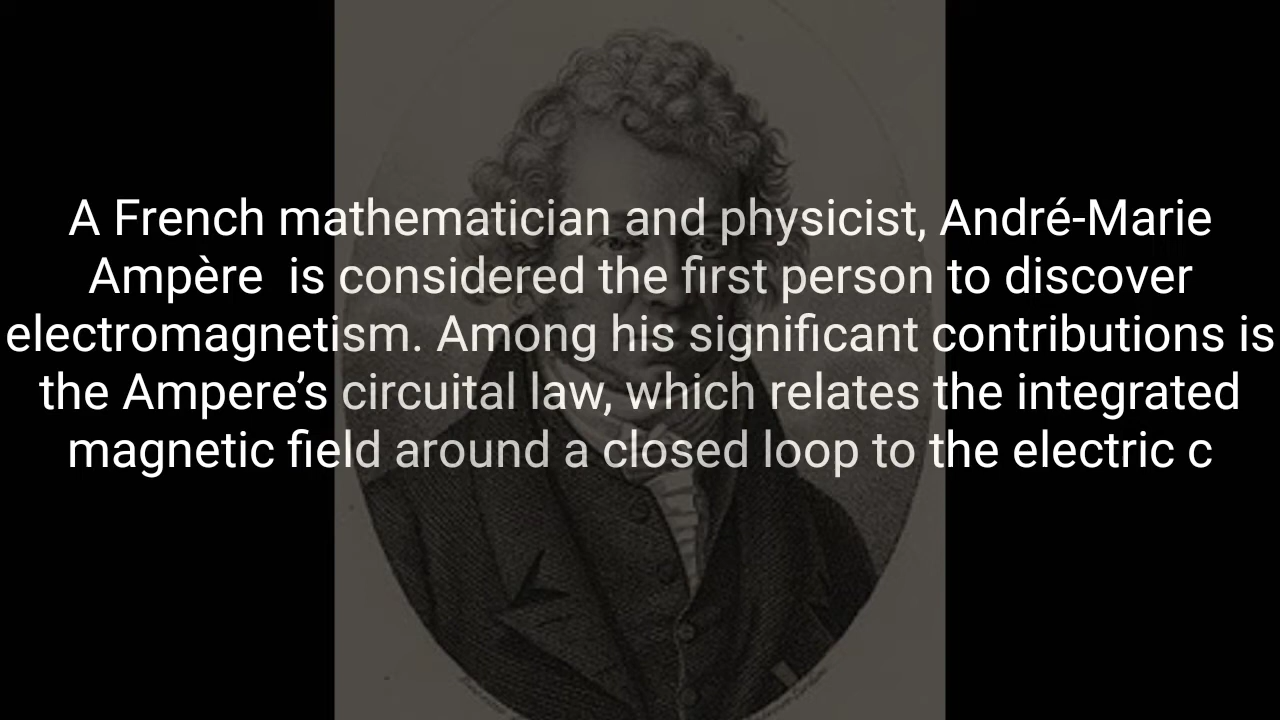 A French mathematician and physicist, André-Marie
Ampère  is considered the first person to discover
electromagnetism. Among his significant contributions is
the Ampere’s circuital law, which relates the integrated
magnetic field around a closed loop to the electric c